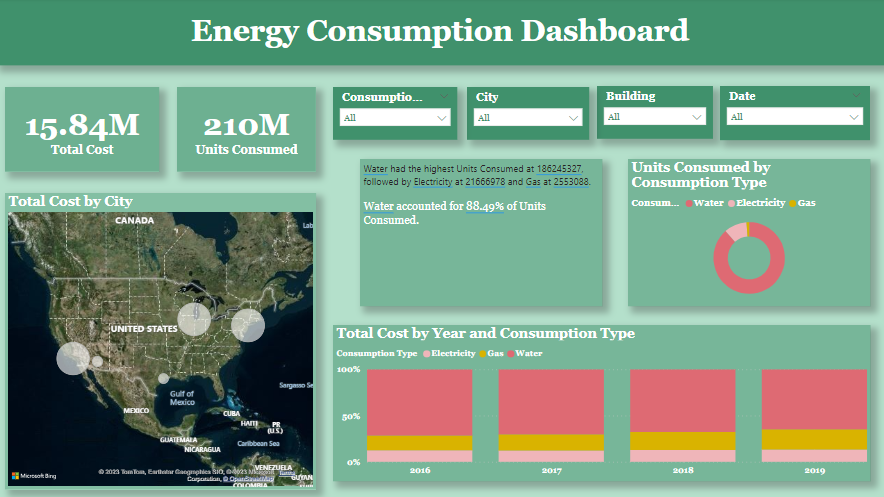 Energy Consumption Dashboard
15.84M
Total Cost
210M
Units Consumed
Consumptio...
All
City
All
Building
All
Date
All
Water had the highest Units Consumed at 186245327,
followed by Electricity at 21666978 and Gas at 2553088.
Water accounted for 88.49% of Units
Consumed.
Units Consumed by
Consumption Type
Consum... Water Electricity Gas
Total Cost by City
CANADA
Lab
UNITED STATES
Sargasso Se
Gulf of
Mexico
MEXICO
CUBA
HAITI
PR
(U.S.)
GUATEMALA
Caribbean Sea
NICARAGUA
VENEZUELA
GUYAN
COLOMBIA
Microsoft Bing
© 2023 TomTom, Earthstar Geographics SIO, © 2023 Microsoft
Corporation, © OpenStreetMap
Total Cost by Year and Consumption Type
Consumption Type Electricity Gas Water
100%
50%
0%
2016
2017
2018
2019